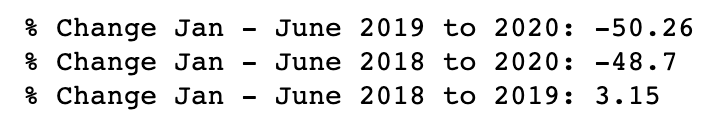 % Change Jan - June 2019 to 2020: -50.26
% Change Jan - June 2018 to 2020: -48.7
% Change Jan - June 2018 to 2019: 3.15